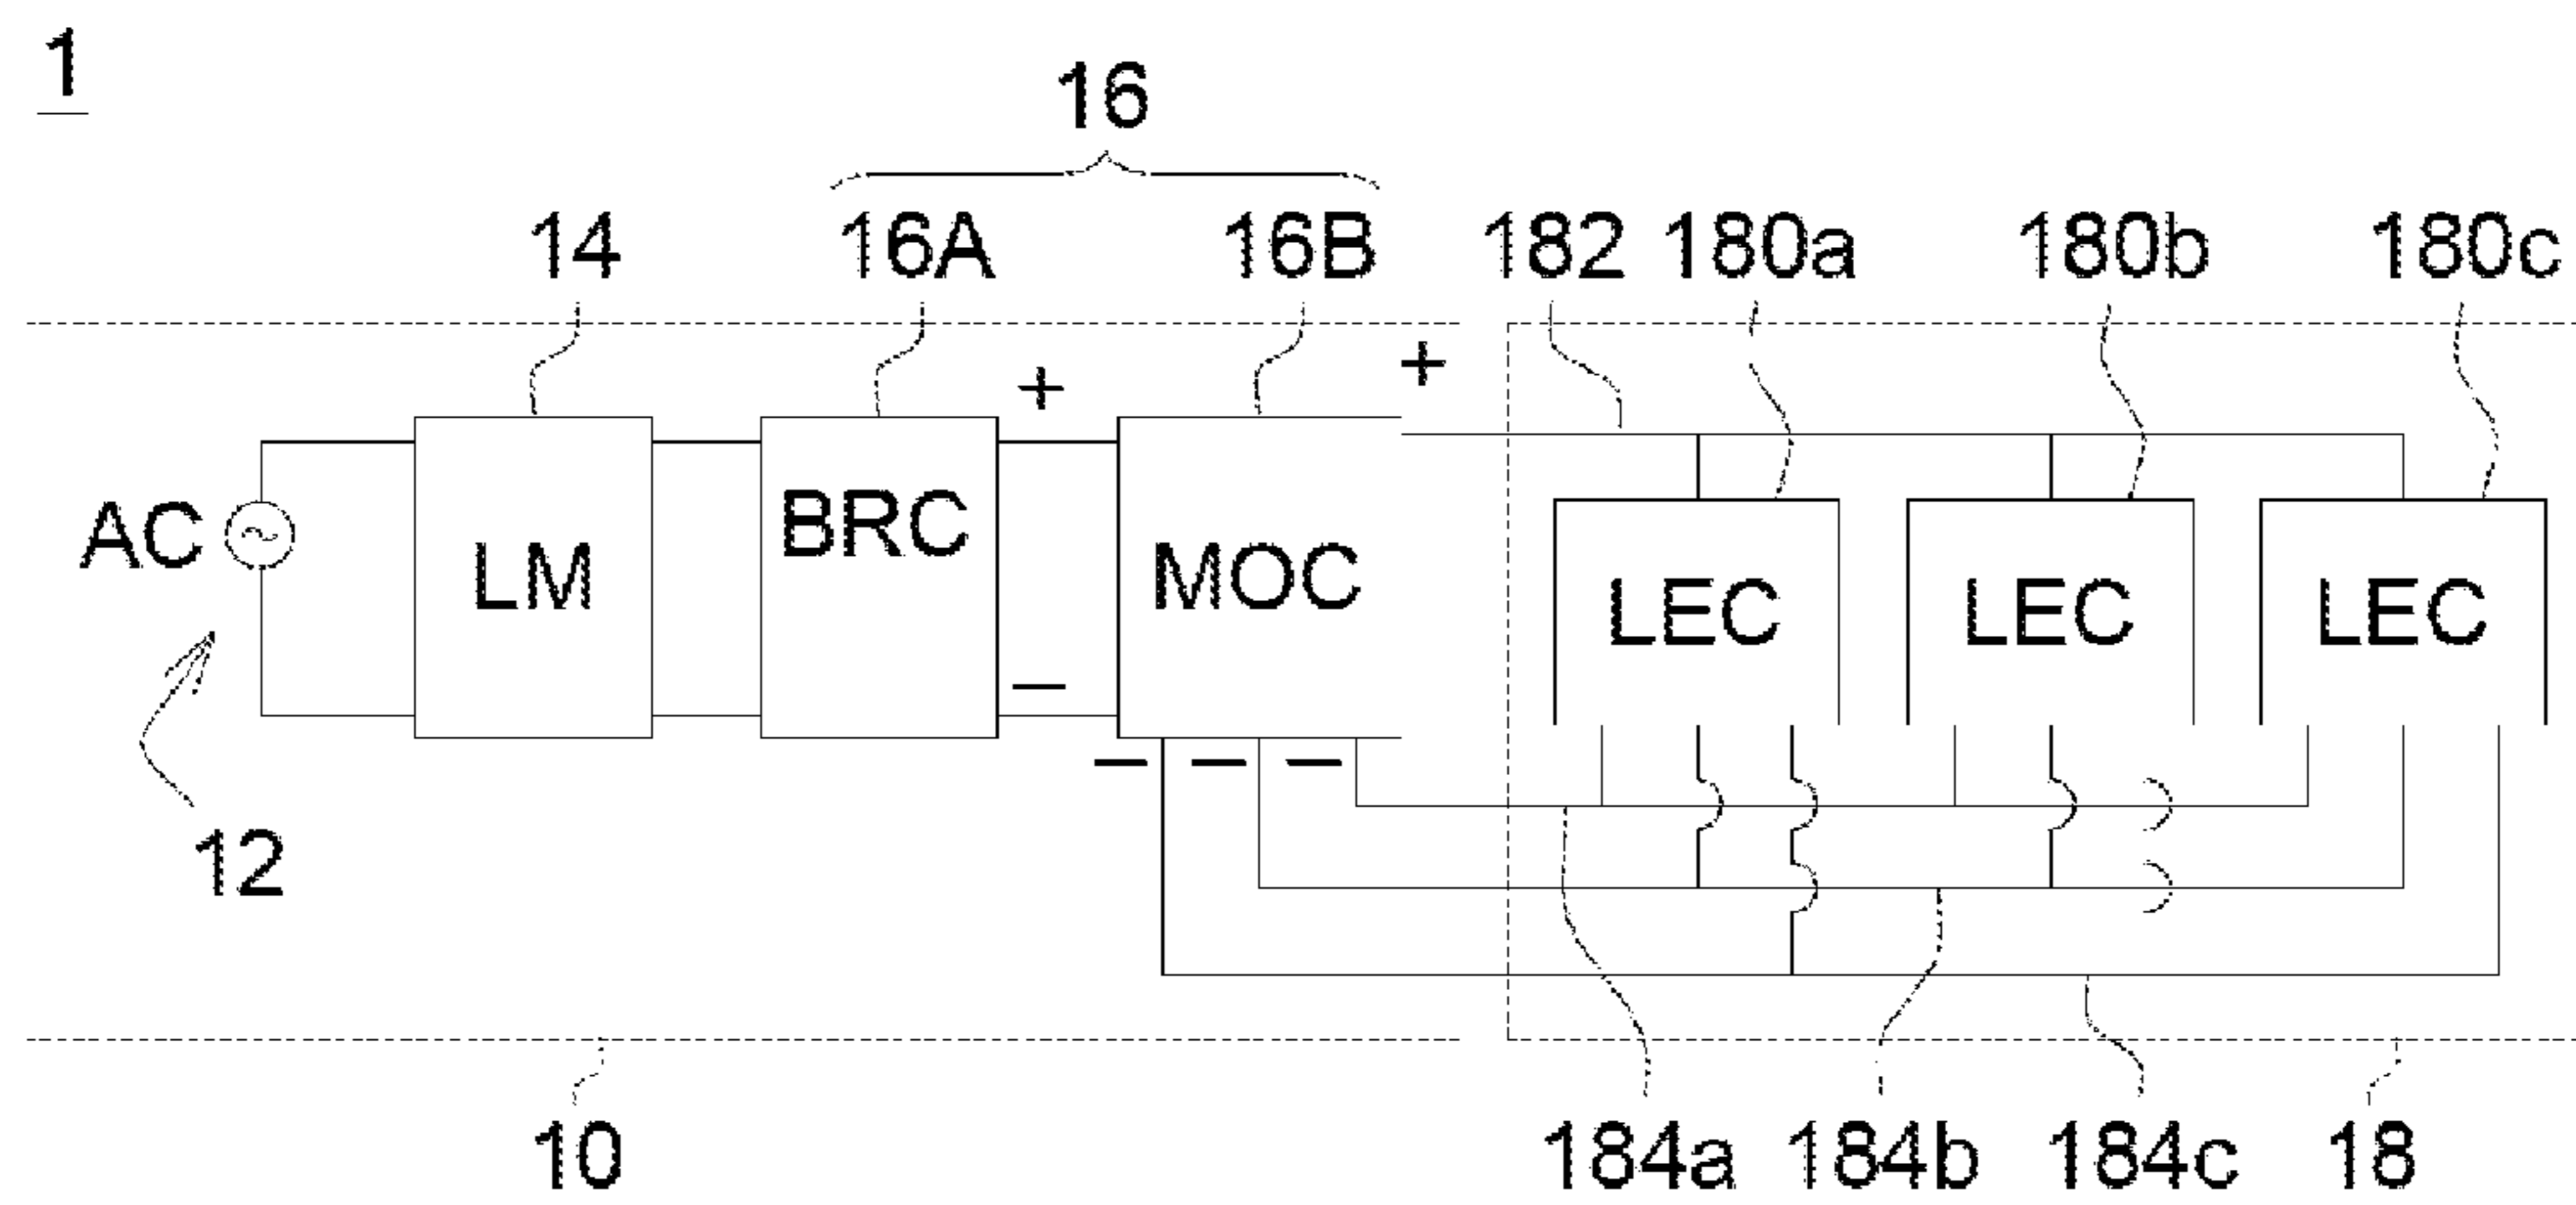 1
16
14 16A 16B 182 180a 180b 180c
+
+
AC LM BRC MOC LEC LEC LEC
−
− − −
12
10 184a 184b 184c 18